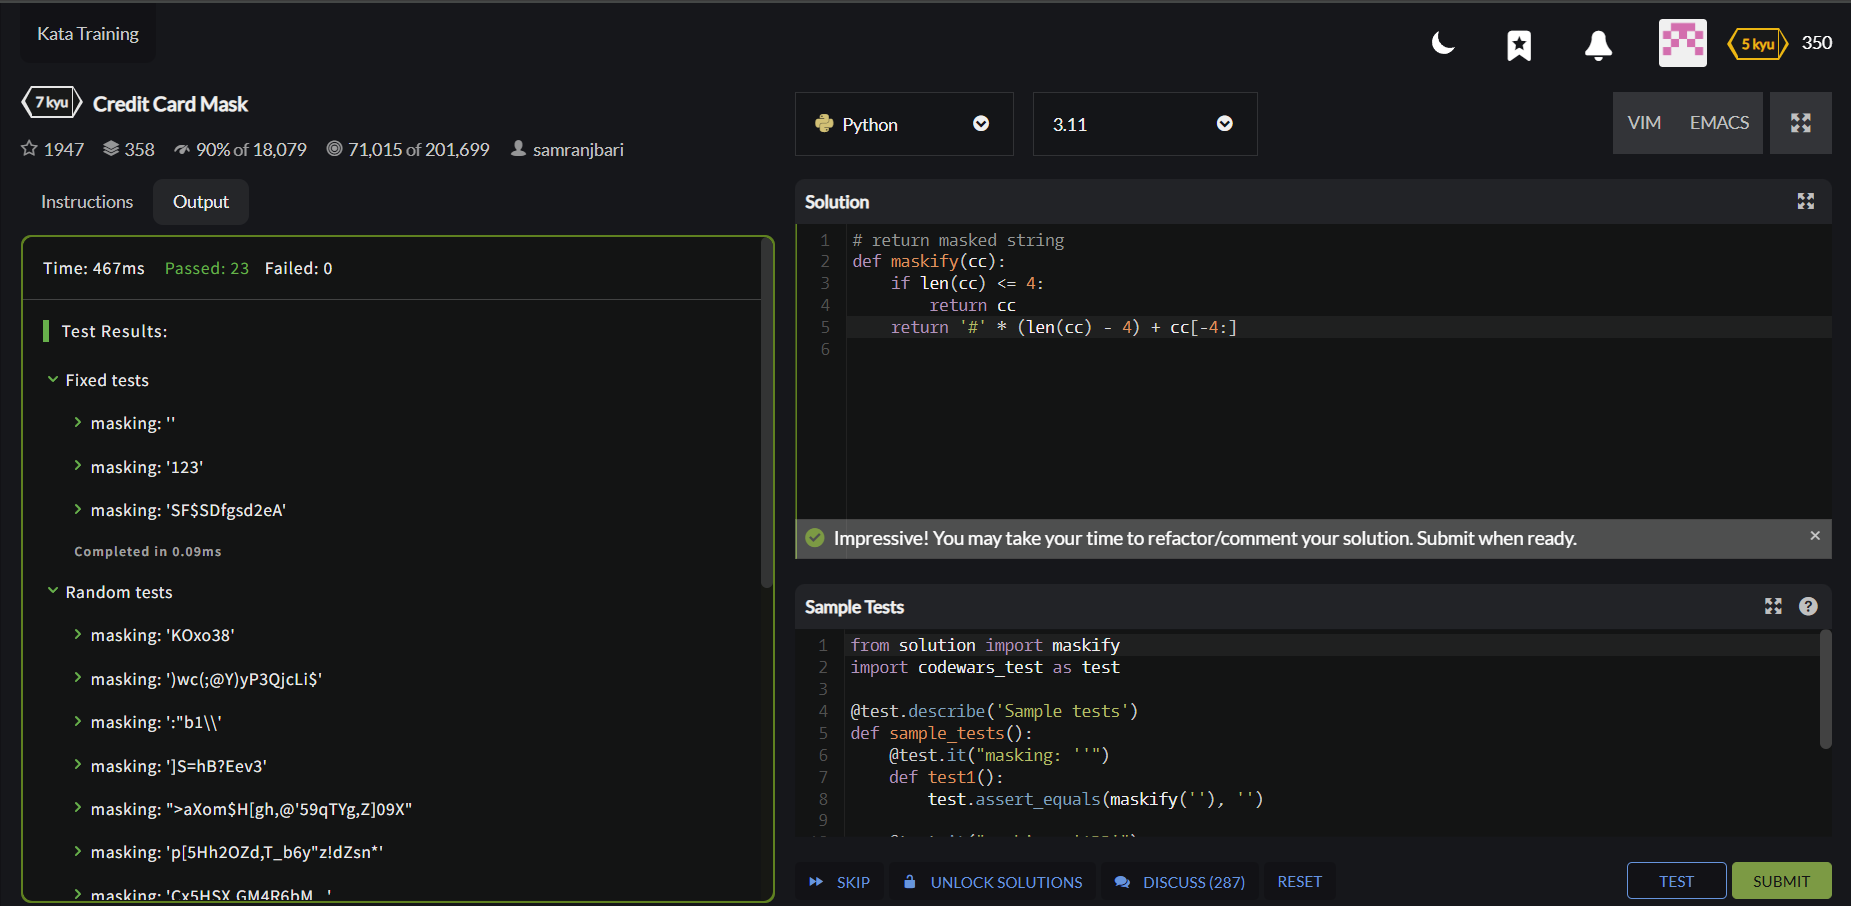 Kata Training
5 kyu 350
7 kyu Credit Card Mask
1947 358 90% of 18,079 71,015 of 201,699 samranjbari
Instructions Output
Time: 467ms Passed: 23 Failed: 0
Test Results:
Fixed tests
masking: ''
masking: '123'
masking: 'SF$SDfgsd2eA'
Completed in 0.09ms
Random tests
masking: 'KOxo38'
masking: ')wc(;@Y)yP3QjcLi$'
masking: ':"b1\\'
masking: ']S=hB?Eev3'
masking: ">aXom$H[gh,@'59qTYg,Z]09X"
masking: 'p[5Hh2OZd,T_b6y"z!dZsn*'
masking:
Python 3.11 VIM EMACS
Solution
1 # return masked string
2 def maskify(cc):
3 if len(cc) <= 4:
4 return cc
5 return '#' * (len(cc) - 4) + cc[-4:]
6
Impressive! You may take your time to refactor/comment your solution. Submit when ready. ×
Sample Tests ?
1 from solution import maskify
2 import codewars_test as test
3
4 @test.describe('Sample tests')
5 def sample_tests():
6 @test.it("masking: ''")
7 def test1():
8 test.assert_equals(maskify(''), '')
9
SKIP UNLOCK SOLUTIONS DISCUSS (287) RESET TEST SUBMIT